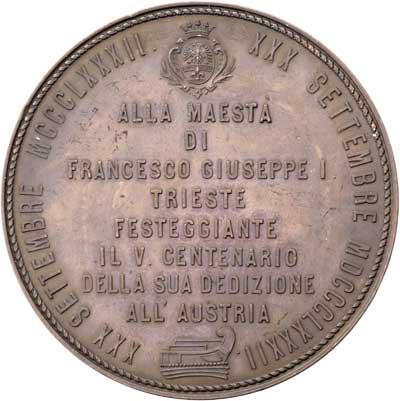 XXX SETTEMBRE MCCCLXXXII.
XXX SETTEMBRE MDCCCLXXXII
ALLA MAESTÀ
DI
FRANCESCO GIUSEPPE I.
TRIESTE
FESTEGGIANTE
IL V. CENTENARIO
DELLA SUA DEDIZIONE
ALL'AUSTRIA